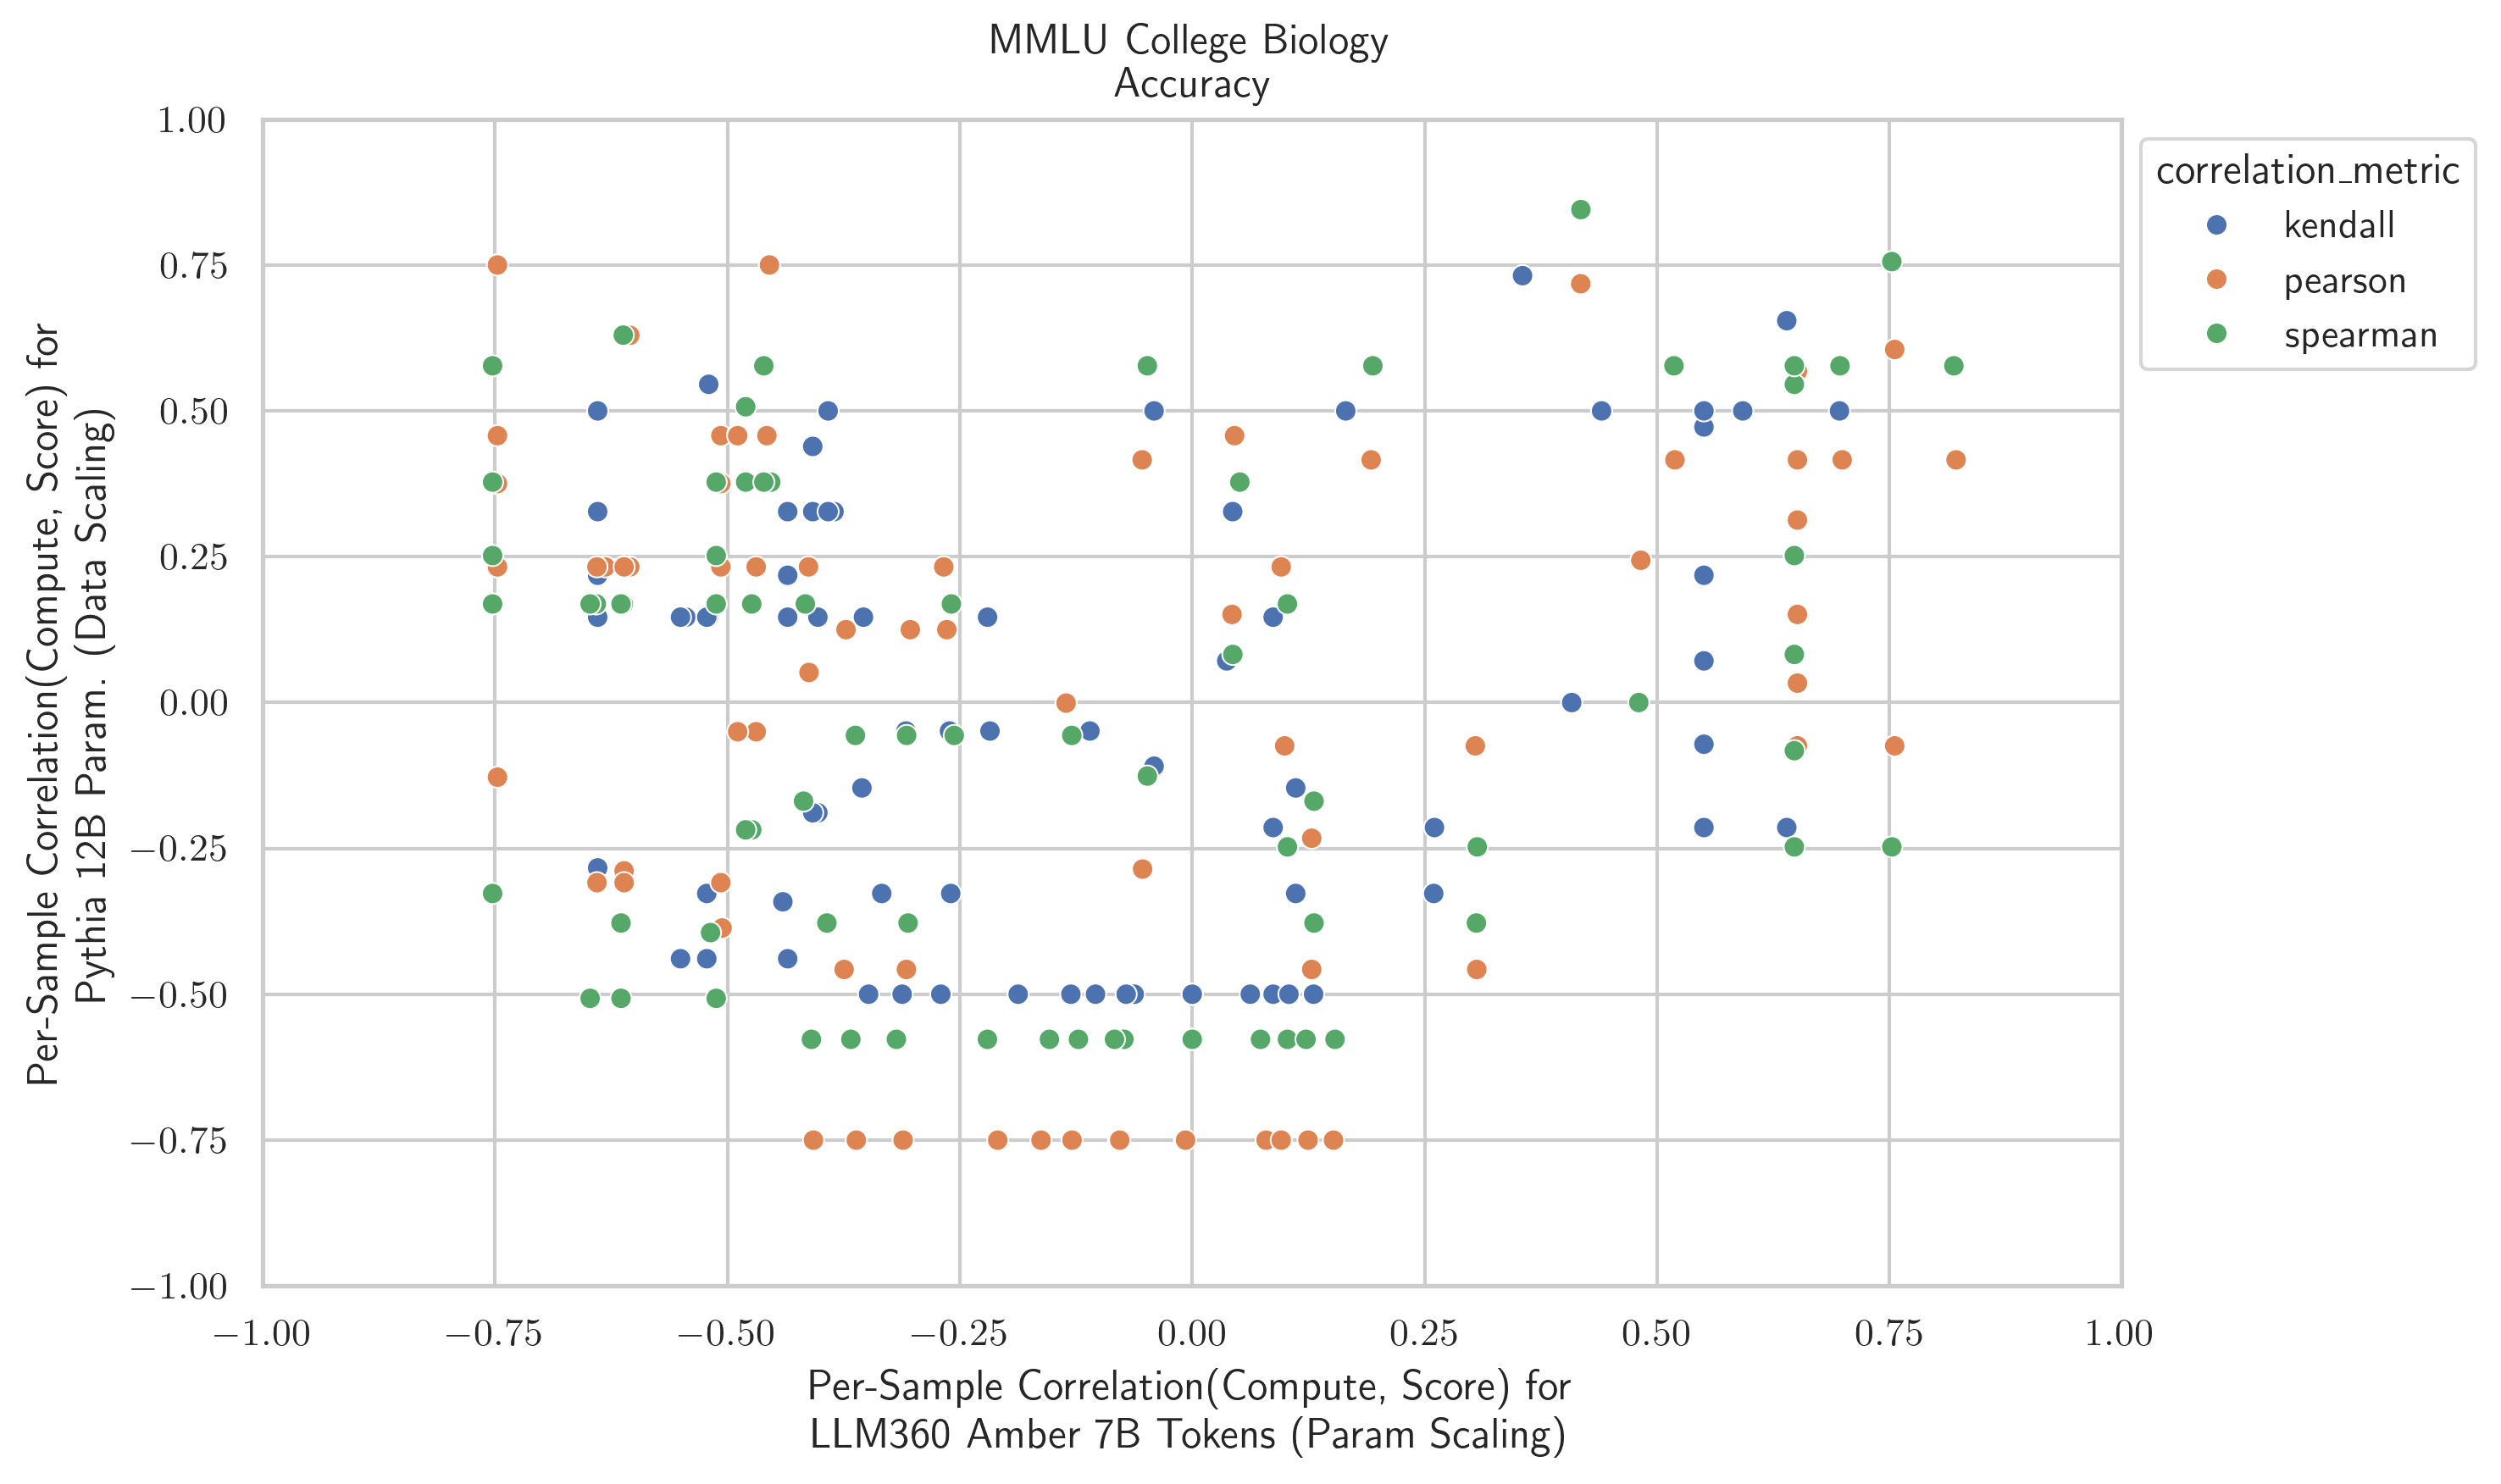 MMLU College Biology
Accuracy
1.00
0.75
0.50
0.25
0.00
−0.25
−0.50
−0.75
−1.00
Per-Sample Correlation(Compute, Score) for
Pythia 12B Param. (Data Scaling)
−1.00 −0.75 −0.50 −0.25 0.00 0.25 0.50 0.75 1.00
Per-Sample Correlation(Compute, Score) for
LLM360 Amber 7B Tokens (Param Scaling)
correlation_metric
kendall
pearson
spearman